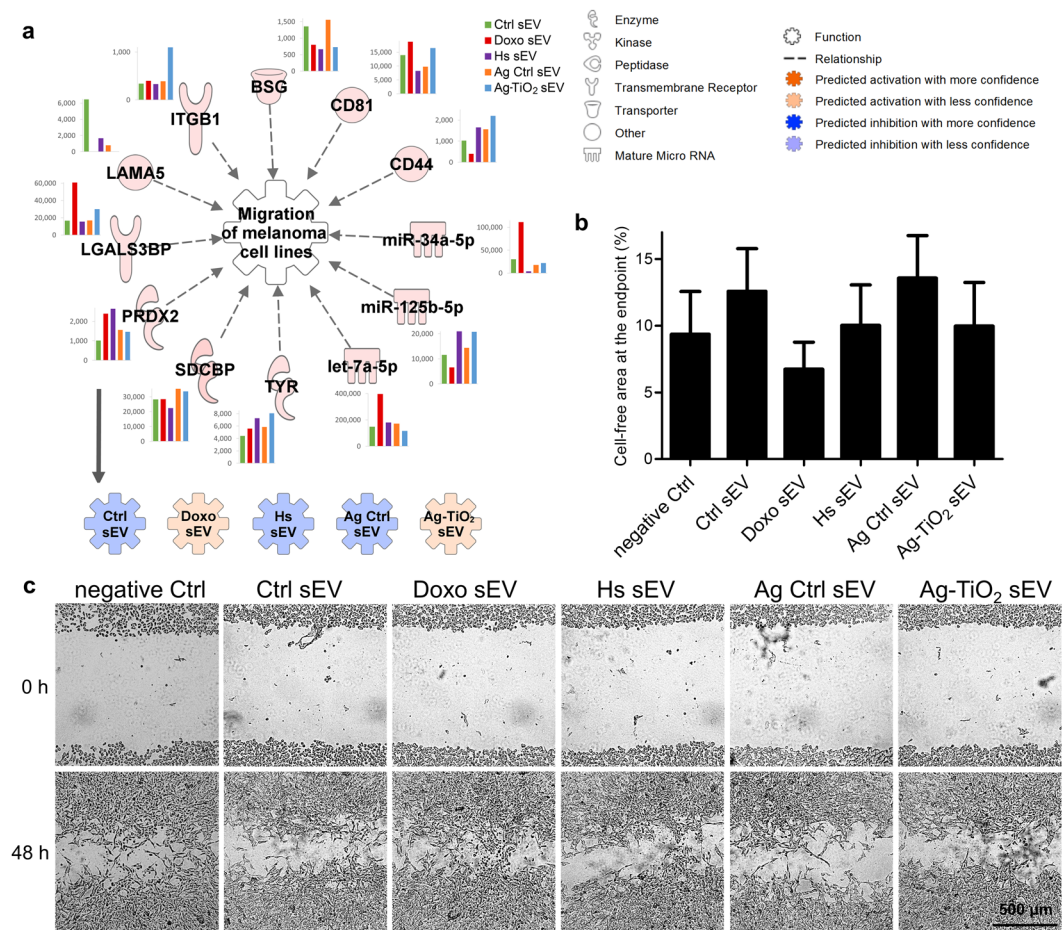 a
Ctrl sEV
Doxo sEV
Hs sEV
Ag Ctrl sEV
Ag-TiO₂ sEV
Enzyme
Kinase
Peptidase
Transmembrane Receptor
Transporter
Other
Mature Micro RNA
Function
Relationship
Predicted activation with more confidence
Predicted activation with less confidence
Predicted inhibition with more confidence
Predicted inhibition with less confidence
1,000
0
ITGB1
1,500
1,000
500
0
BSG
15,000
10,000
5,000
0
CD81
2,000
1,000
0
CD44
6,000
4,000
2,000
0
LAMA5
60,000
40,000
20,000
0
LGALS3BP
Migration
of melanoma
cell lines
miR-34a-5p
100,000
50,000
0
miR-125b-5p
20,000
10,000
0
PRDX2
2,000
1,000
0
SDCBP
30,000
20,000
10,000
0
TYR
8,000
6,000
4,000
2,000
0
let-7a-5p
400,000
200,000
0
Ctrl
sEV
Doxo
sEV
Hs
sEV
Ag Ctrl
sEV
Ag-TiO₂
sEV
b
Cell-free area at the endpoint (%)
15
10
5
0
negative Ctrl
Ctrl sEV
Doxo sEV
Hs sEV
Ag Ctrl sEV
Ag-TiO₂ sEV
c
negative Ctrl
Ctrl sEV
Doxo sEV
Hs sEV
Ag Ctrl sEV
Ag-TiO₂ sEV
0 h
48 h
500 µm